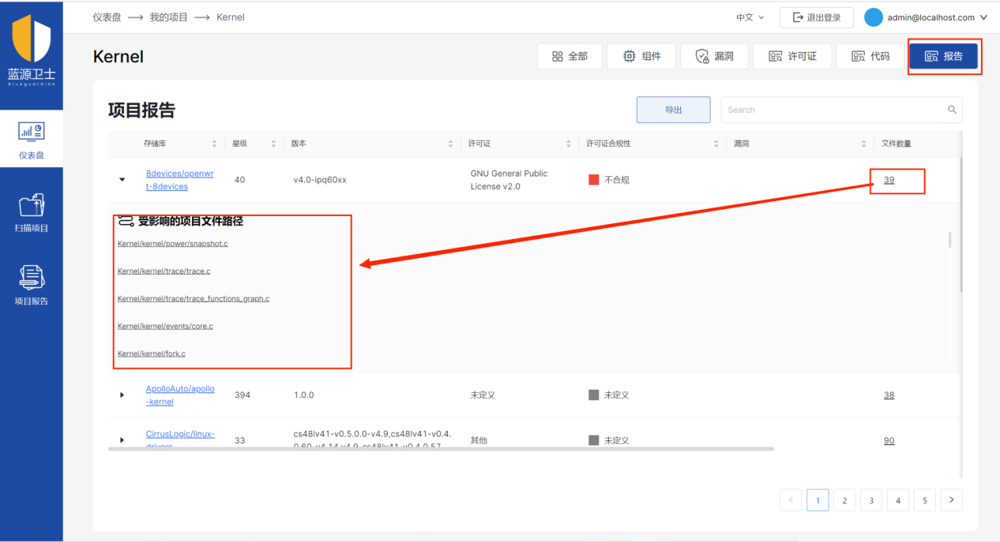 蓝源卫士
blueguardian
仪表盘
扫描项目
项目报告
仪表盘 → 我的项目 → Kernel
中文
退出登录
admin@localhost.com
Kernel
全部
组件
漏洞
许可证
代码
报告
项目报告
导出
Search
存储库 星级 版本 许可证 许可证合规性 漏洞 文件数量
8devices/openwr
t-8devices
40
v4.0-ipq60xx
GNU General Public
License v2.0
不合规
39
受影响的项目文件路径
Kernel/kernel/power/snapshot.c
Kernel/kernel/trace/trace.c
Kernel/kernel/trace/trace_functions_graph.c
Kernel/kernel/events/core.c
Kernel/kernel/fork.c
ApolloAuto/apollo
-kernel
394
1.0.0
未定义
未定义
38
CirrusLogic/linux-
drivers
33
cs48lv41-v0.5.0.0-v4.9,cs48lv41-v0.4.
0.60-v4.14,v4.9-cs48lv41-v0.4.0.57
其他
未定义
90
1 2 3 4 5